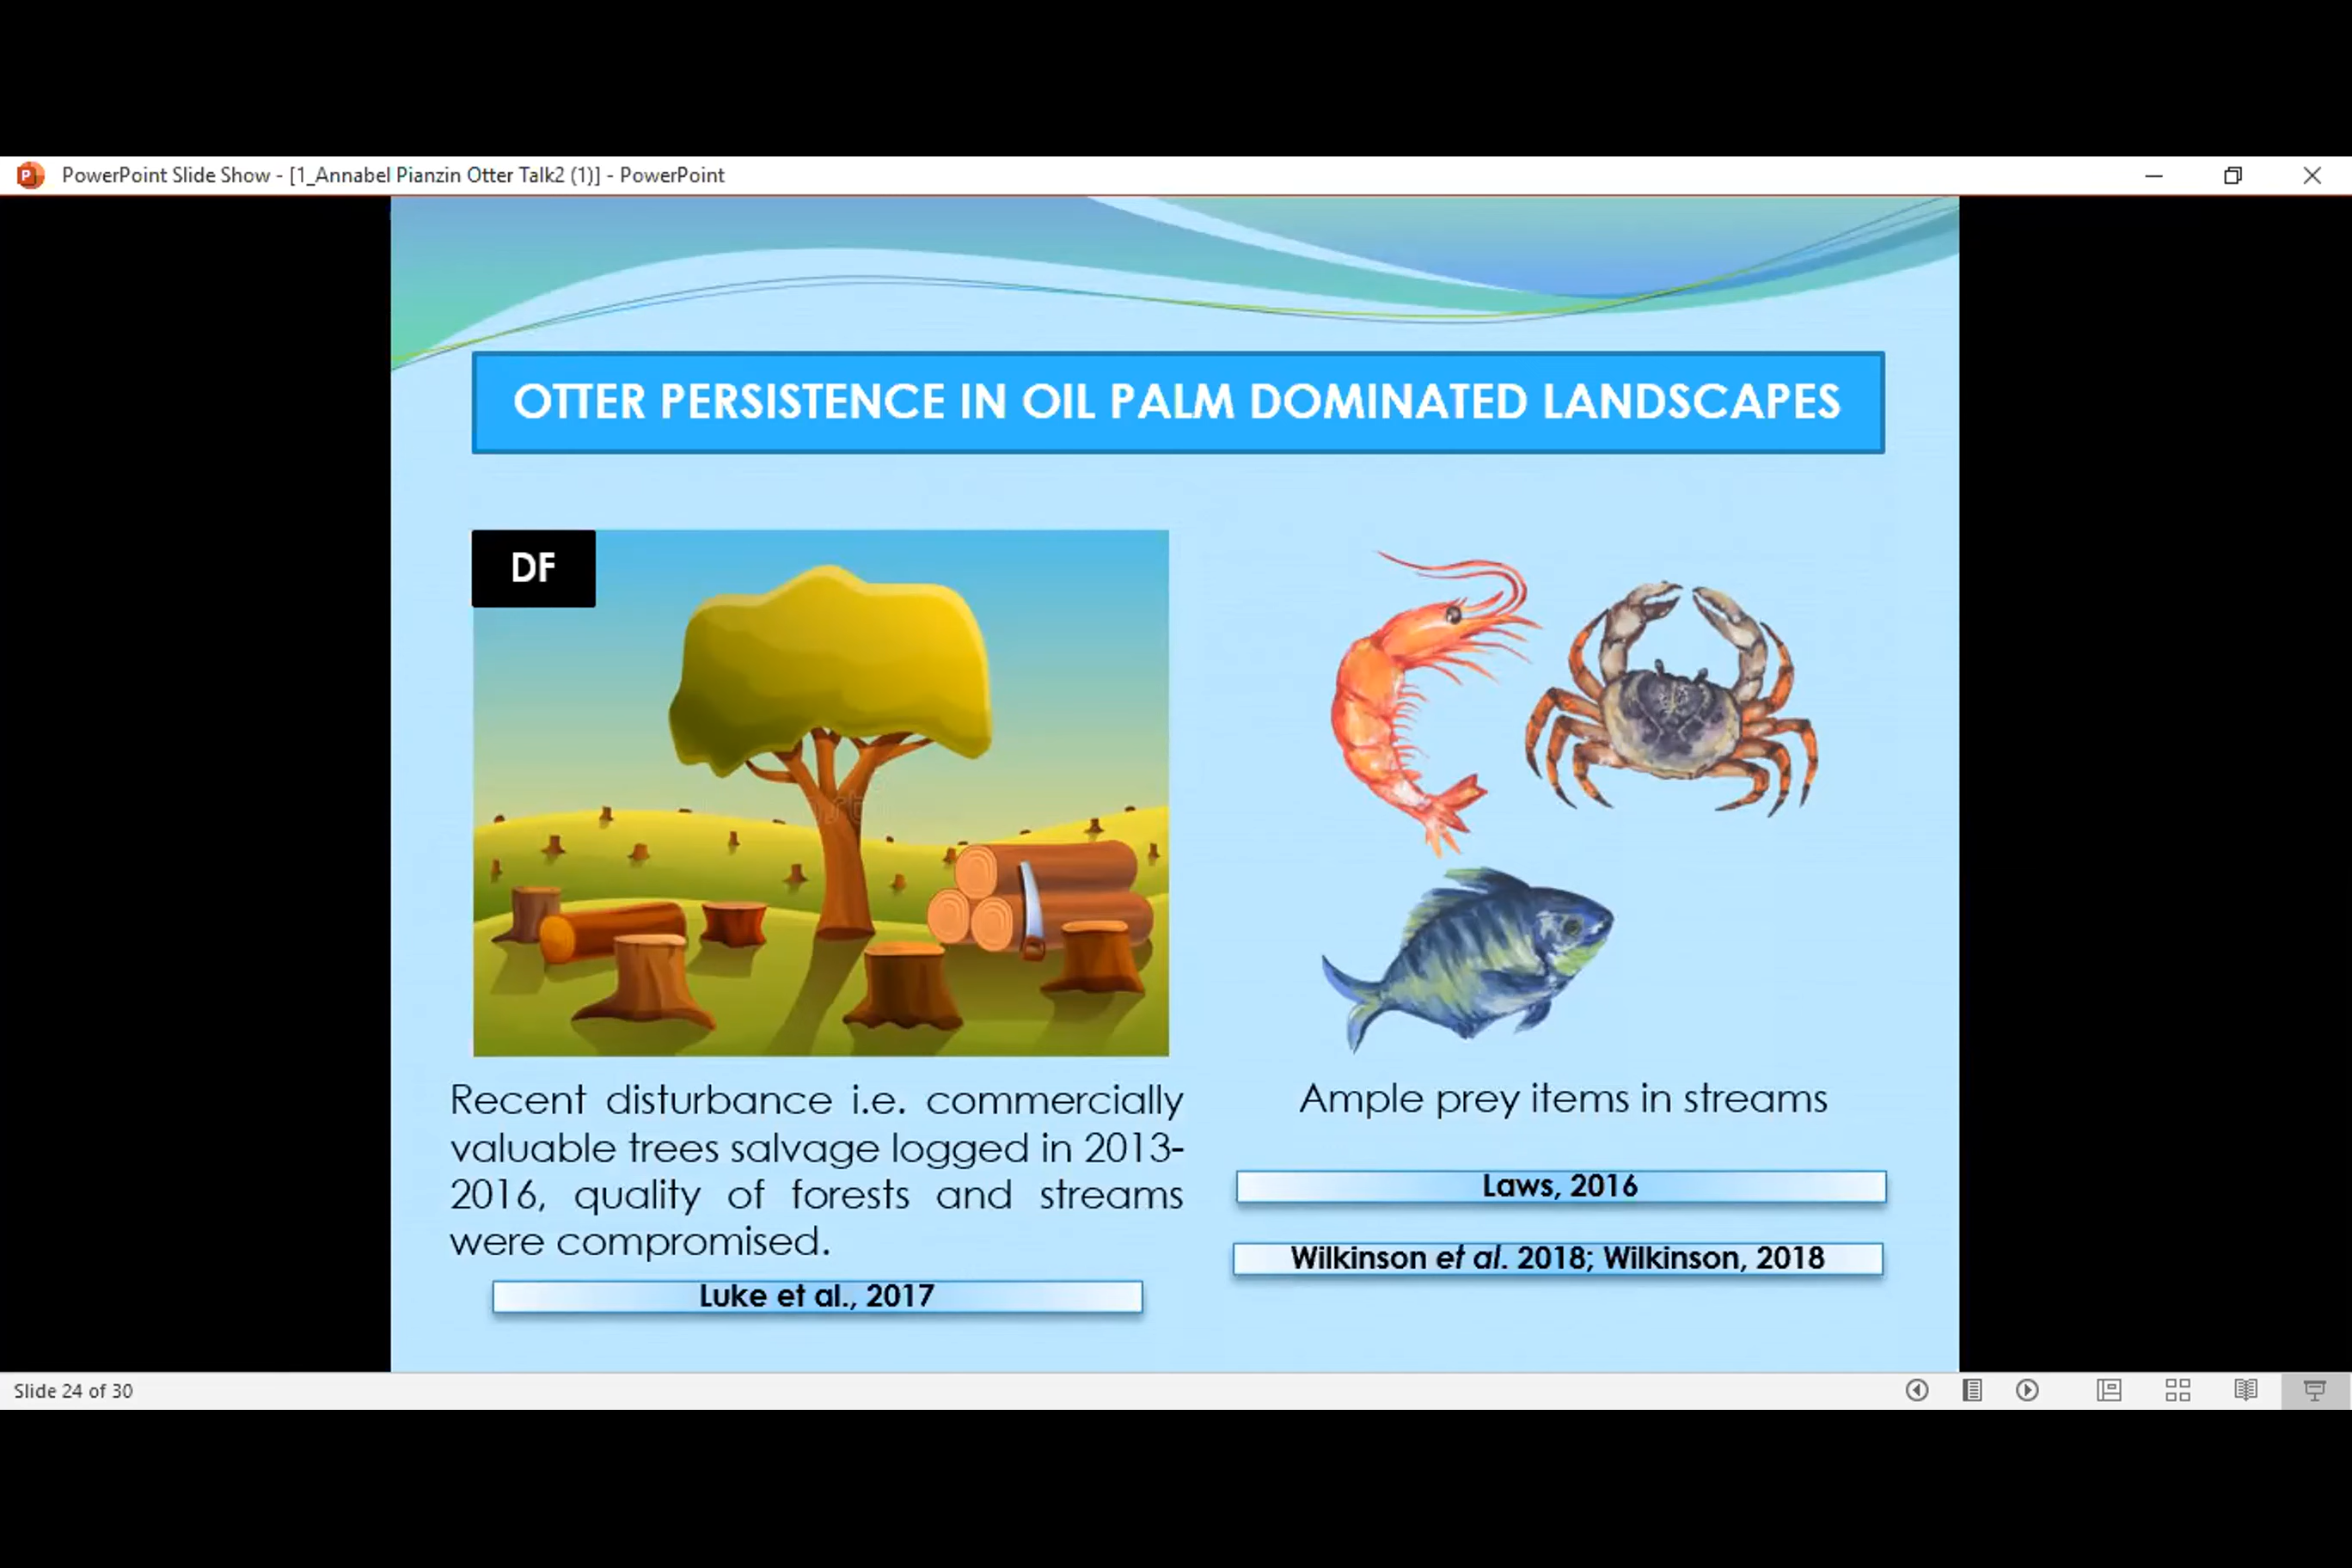 PowerPoint Slide Show - [1_Annabel Pianzin Otter Talk2 (1)] - PowerPoint
OTTER PERSISTENCE IN OIL PALM DOMINATED LANDSCAPES
DF
Recent disturbance i.e. commercially
valuable trees salvage logged in 2013-
2016, quality of forests and streams
were compromised.
Luke et al., 2017
Ample prey items in streams
Laws, 2016
Wilkinson et al. 2018; Wilkinson, 2018
Slide 24 of 30